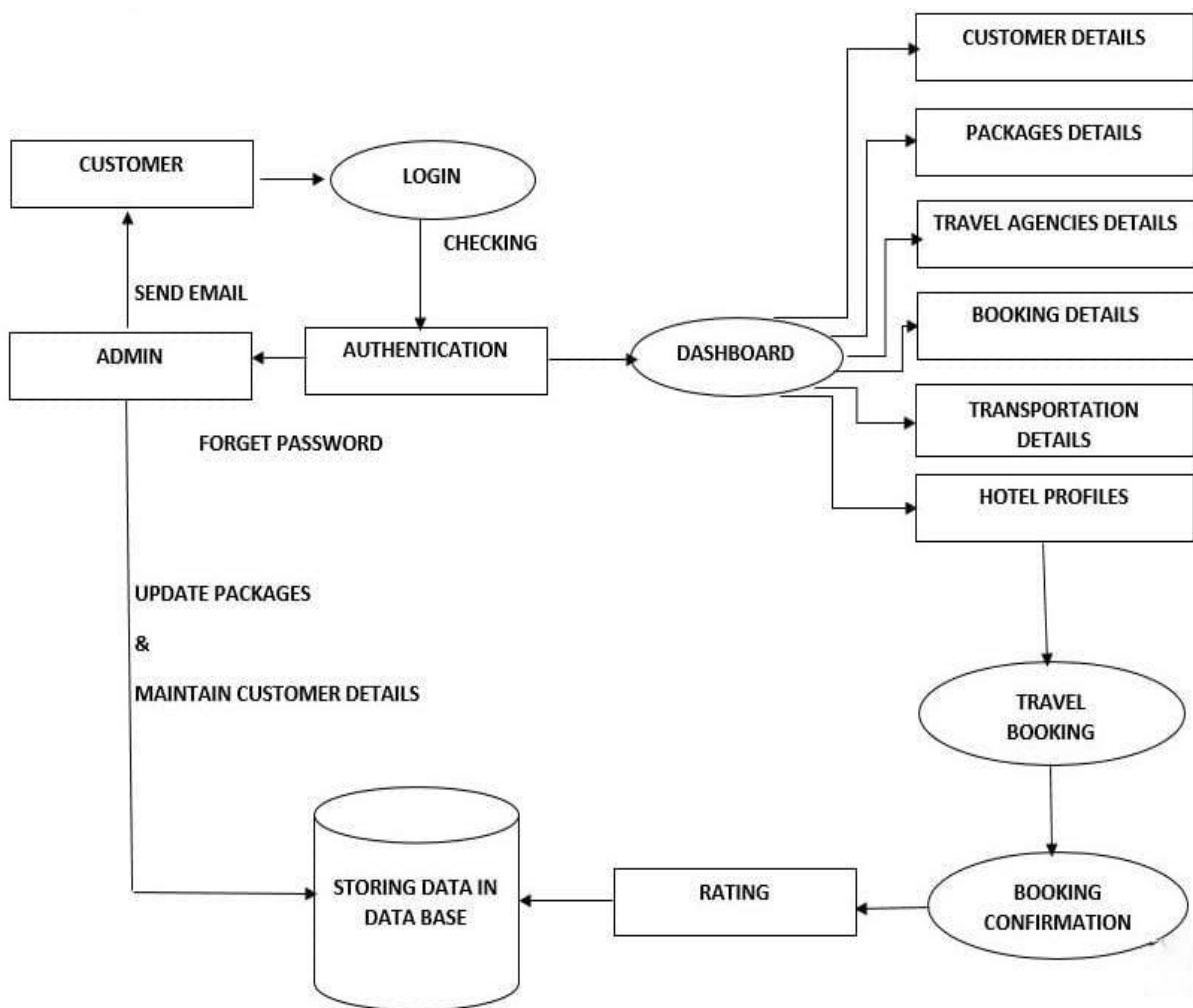 CUSTOMER DETAILS
PACKAGES DETAILS
CUSTOMER
LOGIN
TRAVEL AGENCIES DETAILS
CHECKING
SEND EMAIL
BOOKING DETAILS
ADMIN
AUTHENTICATION
DASHBOARD
TRANSPORTATION
DETAILS
FORGET PASSWORD
HOTEL PROFILES
UPDATE PACKAGES
&
MAINTAIN CUSTOMER DETAILS
TRAVEL
BOOKING
STORING DATA IN
DATA BASE
RATING
BOOKING
CONFIRMATION